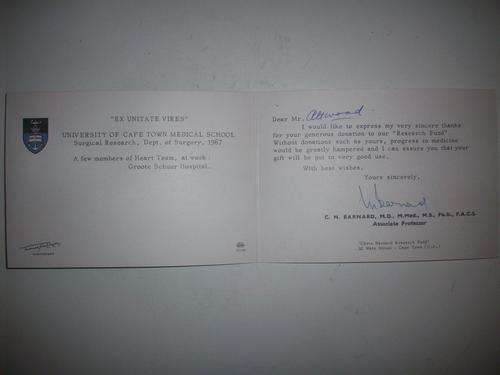 "EX UNITATE VIRES"
UNIVERSITY OF CAPE TOWN MEDICAL SCHOOL
Surgical Research, Dept. of Surgery, 1967
A few members of Heart Team, at work.
Groote Schuur Hospital.
Dear Mr. Attwood
I would like to express my very sincere thanks
for your generous donation to our "Research Fund"
Without donations such as yours, progress in medicine
would be greatly hampered and I can assure you that your
gift will be put to very good use.
With best wishes,
Yours sincerely,
C. N. BARNARD, M.D., M.Med., M.S., Ph.D., F.A.C.S.
Associate Professor
"Chris Barnard Research Fund"